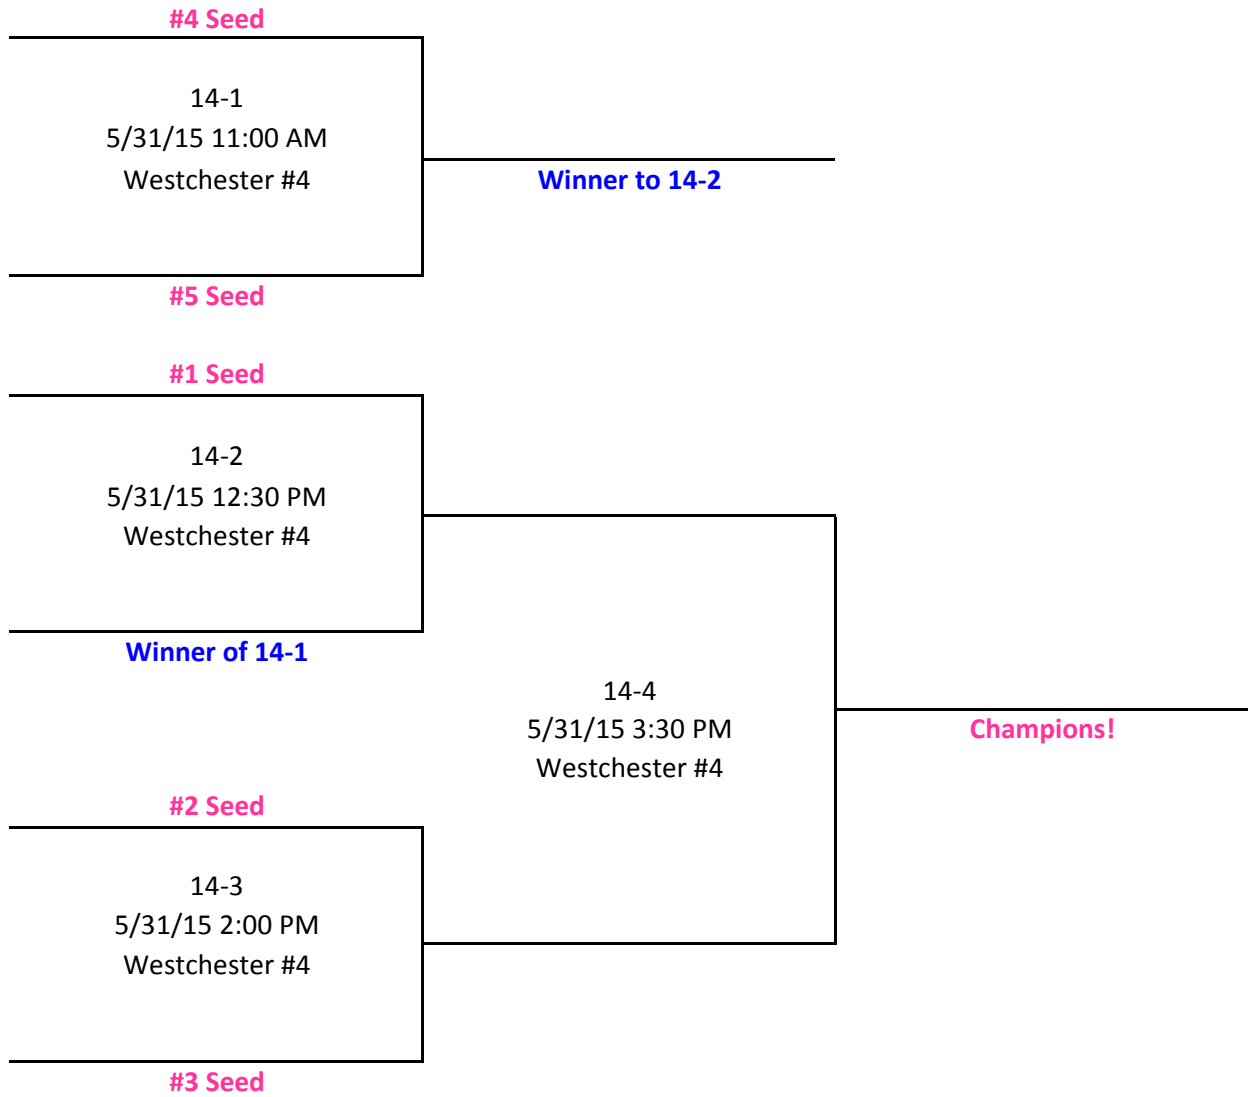 #4 Seed
14-1
5/31/15 11:00 AM
Westchester #4
Winner to 14-2
#5 Seed
#1 Seed
14-2
5/31/15 12:30 PM
Westchester #4
Winner of 14-1
14-4
5/31/15 3:30 PM
Westchester #4
Champions!
#2 Seed
14-3
5/31/15 2:00 PM
Westchester #4
#3 Seed